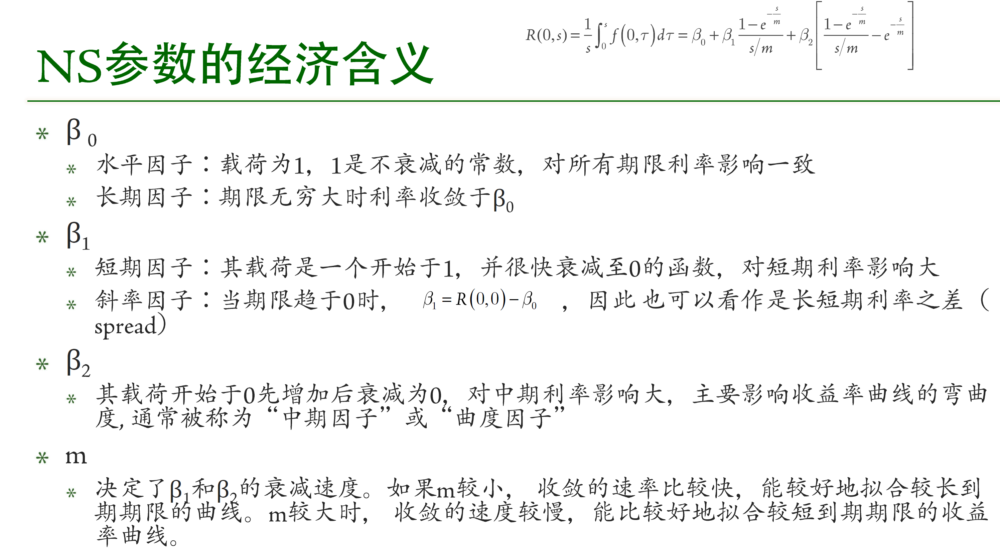 R(0,s) = \frac{1}{s}\int_0^s f(0,τ)dτ = β_0 + β_1 \frac{1-e^{-\frac{s}{m}}}{s/m} + β_2 [\frac{1-e^{-\frac{s}{m}}}{s/m} - e^{-\frac{s}{m}}]
NS参数的经济含义
* β_0
* 水平因子：载荷为1，1是不衰减的常数，对所有期限利率影响一致
* 长期因子：期限无穷大时利率收敛于β_0
* β_1
* 短期因子：其载荷是一个开始于1，并很快衰减至0的函数，对短期利率影响大
* 斜率因子：当期限趋于0时， β_1 = R(0,0) - β_0 ，因此也可以看作是长短期利率之差（
spread）
* β_2
* 其载荷开始于0先增加后衰减为0，对中期利率影响大，主要影响收益率曲线的弯曲
度,通常被称为“中期因子”或“曲度因子”
* m
* 决定了β_1和β_2的衰减速度。如果m较小， 收敛的速率比较快，能较好地拟合较长到
期期限的曲线。m较大时， 收敛的速度较慢，能比较好地拟合较短到期期限的收益
率曲线。